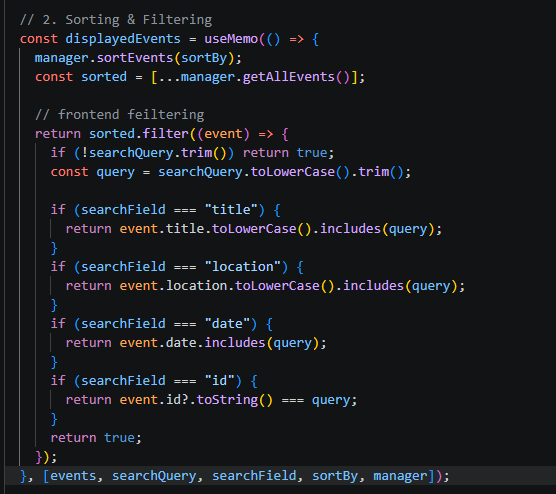 // 2. Sorting & Filtering
const displayedEvents = useMemo(() => {
manager.sortEvents(sortBy);
const sorted = [...manager.getAllEvents()];
// frontend feiltering
return sorted.filter((event) => {
if (!searchQuery.trim()) return true;
const query = searchQuery.toLowerCase().trim();
if (searchField === "title") {
return event.title.toLowerCase().includes(query);
}
if (searchField === "location") {
return event.location.toLowerCase().includes(query);
}
if (searchField === "date") {
return event.date.includes(query);
}
if (searchField === "id") {
return event.id?.toString() === query;
}
return true;
});
}, [events, searchQuery, searchField, sortBy, manager]);